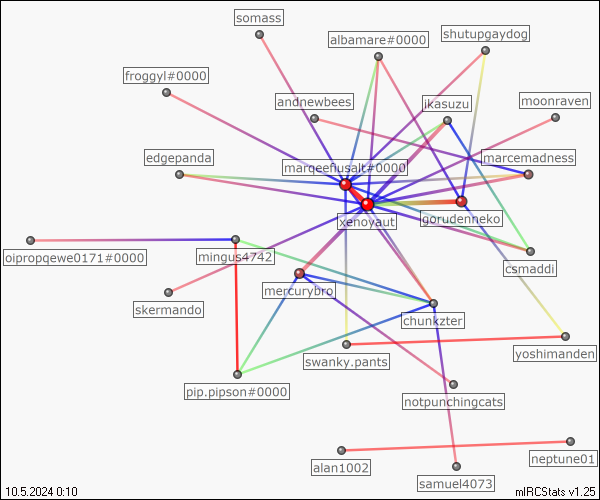 somass
albamare#0000
shutupgaydog
froggyl#0000
andnewbees
ikasuzu
moonraven
edgepanda
marqeefusalt#0000
marcemadness
xenoyaut
gorudenneko
oipropqewe0171#0000
mingus4742
csmaddi
mercurybro
skermando
chunkzter
swanky.pants
yoshimanden
pip.pipson#0000
notpunchingcats
alan1002
neptune01
samuel4073
10.5.2024 0:10
mIRCStats v1.25